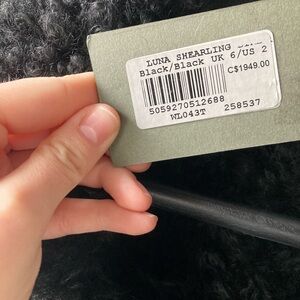 LUNA SHEARLING
Black/Black UK 6/US 2
C$1949.00
5059270512688
WL043T 258537